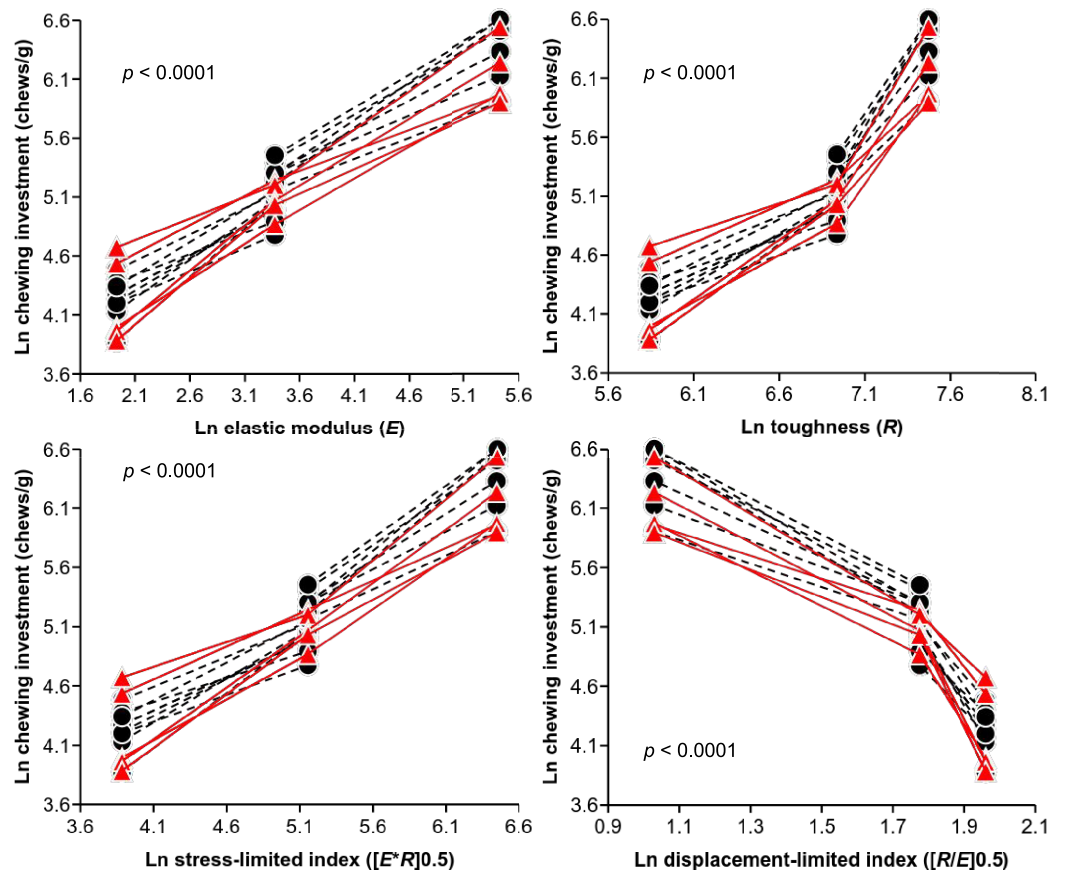 Ln chewing investment (chews/g)
6.6
6.1
5.6
5.1
4.6
4.1
3.6
p < 0.0001
1.6 2.1 2.6 3.1 3.6 4.1 4.6 5.1 5.6
Ln elastic modulus (E)
Ln chewing investment (chews/g)
6.6
6.1
5.6
5.1
4.6
4.1
3.6
p < 0.0001
5.6 6.1 6.6 7.1 7.6 8.1
Ln toughness (R)
Ln chewing investment (chews/g)
6.6
6.1
5.6
5.1
4.6
4.1
3.6
p < 0.0001
3.6 4.1 4.6 5.1 5.6 6.1 6.6
Ln stress-limited index ([E*R]0.5)
Ln chewing investment (chews/g)
6.6
6.1
5.6
5.1
4.6
4.1
3.6
p < 0.0001
0.9 1.1 1.3 1.5 1.7 1.9 2.1
Ln displacement-limited index ([R/E]0.5)